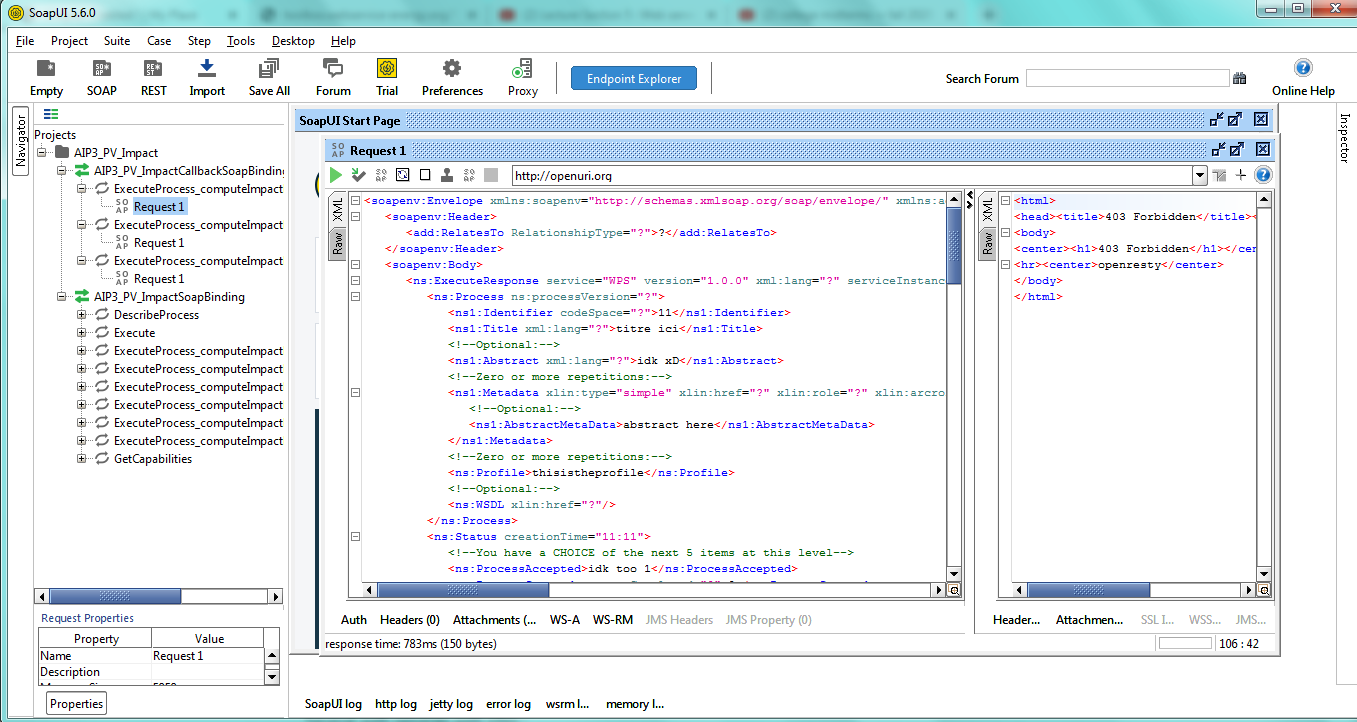 SoapUI 5.6.0
File Project Suite Case Step Tools Desktop Help
Empty SOAP REST Import Save All Forum Trial Preferences Proxy Endpoint Explorer Search Forum Online Help
Navigator
Projects
AIP3_PV_Impact
AIP3_PV_ImpactCallbackSoapBinding
ExecuteProcess_computeImpact
Request 1
ExecuteProcess_computeImpact
Request 1
ExecuteProcess_computeImpact
Request 1
AIP3_PV_ImpactSoapBinding
DescribeProcess
Execute
ExecuteProcess_computeImpact
ExecuteProcess_computeImpact
ExecuteProcess_computeImpact
ExecuteProcess_computeImpact
ExecuteProcess_computeImpact
ExecuteProcess_computeImpact
GetCapabilities
Request Properties
Property Value
Name Request 1
Description
Properties
SoapUI Start Page
Request 1
http://openuri.org
XML
Raw
<soapenv:Envelope xmlns:soapenv="http://schemas.xmlsoap.org/soap/envelope/" xmlns:a
<soapenv:Header>
<add:RelatesTo RelationshipType="?">?</add:RelatesTo>
</soapenv:Header>
<soapenv:Body>
<ns:ExecuteResponse service="WPS" version="1.0.0" xml:lang="?" serviceInstanc
<ns:Process ns:processVersion="?">
<ns1:Identifier codeSpace="?">11</ns1:Identifier>
<ns1:Title xml:lang="?">titre ici</ns1:Title>
<!--Optional:-->
<ns1:Abstract xml:lang="?">idk xD</ns1:Abstract>
<!--Zero or more repetitions:-->
<ns1:Metadata xlin:type="simple" xlin:href="?" xlin:role="?" xlin:arcro
<!--Optional:-->
<ns1:AbstractMetaData>abstract here</ns1:AbstractMetaData>
</ns1:Metadata>
<!--Zero or more repetitions:-->
<ns:Profile>thisistheprofile</ns:Profile>
<!--Optional:-->
<ns:WSDL xlin:href="?"/>
</ns:Process>
<ns:Status creationTime="11:11">
<!--You have a CHOICE of the next 5 items at this level-->
<ns:ProcessAccepted>idk too 1</ns:ProcessAccepted>
Auth Headers (0) Attachments (... WS-A WS-RM JMS Headers JMS Property (0)
response time: 783ms (150 bytes)
XML
Raw
<html>
<head><title>403 Forbidden</title><
<body>
<center><h1>403 Forbidden</h1></cen
<hr><center>openresty</center>
</body>
</html>
Header... Attachmen... SSL I... WSS... JMS...
106 : 42
Inspector
SoapUI log http log jetty log error log wsrm l... memory l...